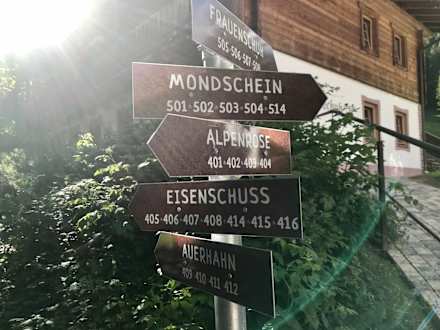 FRAUENSCHUH
505·506·507·508
MONDSCHEIN
501·502·503·504·514
ALPENROSE
401·402·403·404
EISENSCHUSS
405·406·407·408·414·415·416
AUERHAHN
409·410·411·412